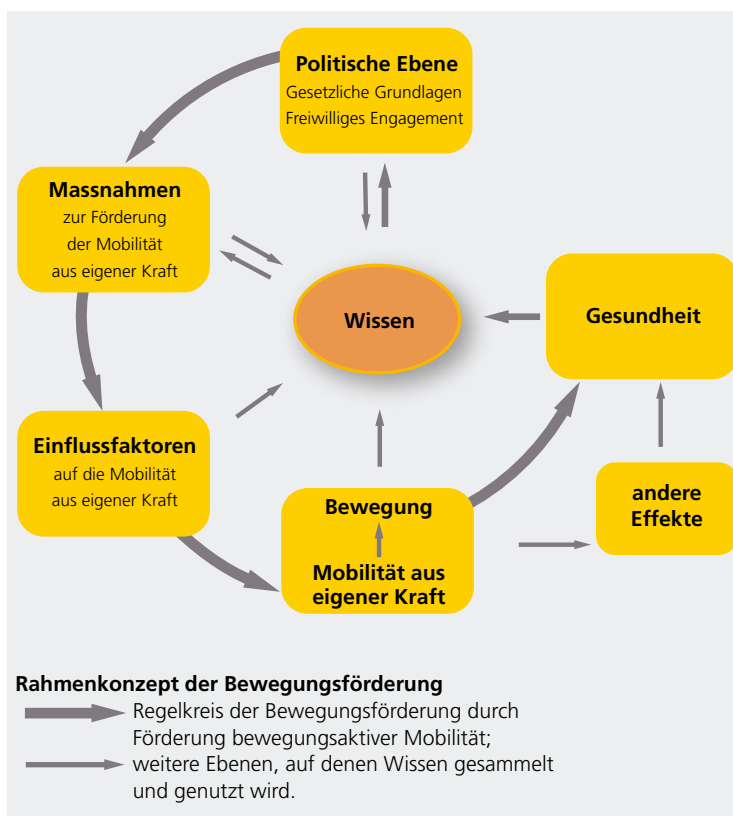 Politische Ebene
Gesetzliche Grundlagen
Freiwilliges Engagement
Massnahmen
zur Förderung
der Mobilität
aus eigener Kraft
Wissen
Gesundheit
Einflussfaktoren
auf die Mobilität
aus eigener Kraft
Bewegung
Mobilität aus
eigener Kraft
andere
Effekte
Rahmenkonzept der Bewegungsförderung
Regelkreis der Bewegungsförderung durch
Förderung bewegungsaktiver Mobilität;
weitere Ebenen, auf denen Wissen gesammelt
und genutzt wird.